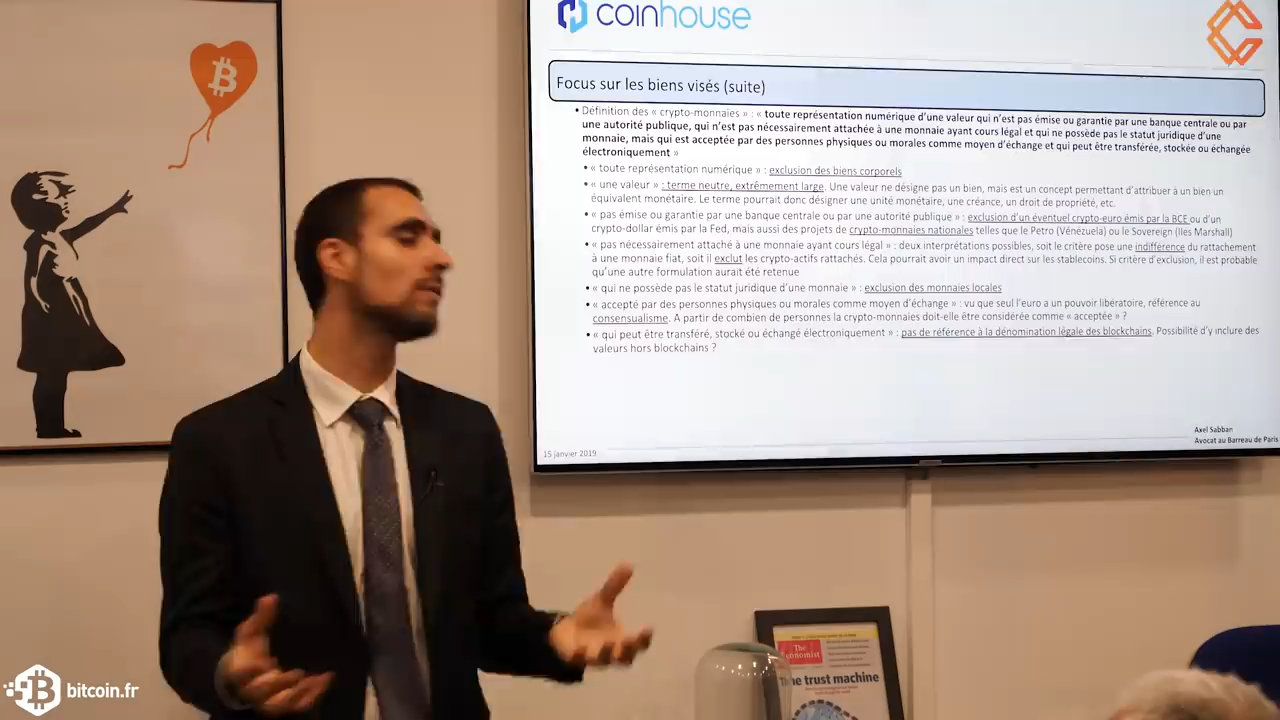 coinhouse
Focus sur les biens visés (suite)
• Définition des « crypto-monnaies » : « toute représentation numérique d'une valeur qui n'est pas émise ou garantie par une banque centrale ou par
une autorité publique, qui n'est pas nécessairement attachée à une monnaie ayant cours légal et qui ne possède pas le statut juridique d'une
monnaie, mais qui est acceptée par des personnes physiques ou morales comme moyen d'échange et qui peut être transférée, stockée ou échangée
électroniquement »
• « toute représentation numérique » : exclusion des biens corporels
• « une valeur » : terme neutre, extrêmement large. Une valeur ne désigne pas un bien, mais est un concept permettant d'attribuer à un bien un
équivalent monétaire. Le terme pourrait donc désigner une unité monétaire, une créance, un droit de propriété, etc.
• « pas émise ou garantie par une banque centrale ou par une autorité publique » : exclusion d'un éventuel crypto-euro émis par la BCE ou d'un
crypto-dollar émis par la Fed, mais aussi des projets de crypto-monnaies nationales telles que le Petro (Vénézuela) ou le Sovereign (Iles Marshall)
• « pas nécessairement attaché à une monnaie ayant cours légal » : deux interprétations possibles, soit le critère pose une indifférence du rattachement
à une monnaie fiat, soit il exclut les crypto-actifs rattachés. Cela pourrait avoir un impact direct sur les stablecoins. Si critère d'exclusion, il est probable
qu'une autre formulation aurait été retenue
• « qui ne possède pas le statut juridique d'une monnaie » : exclusion des monnaies locales
• « accepté par des personnes physiques ou morales comme moyen d'échange » : vu que seul l'euro a un pouvoir libératoire, référence au
consensualisme. A partir de combien de personnes la crypto-monnaies doit-elle être considérée comme « acceptée » ?
• « qui peut être transféré, stocké ou échangé électroniquement » : pas de référence à la dénomination légale des blockchains. Possibilité d'y inclure des
valeurs hors blockchains ?
Axel Sabban
Avocat au Barreau de Paris
15 janvier 2019
The
Economist
The trust machine
bitcoin.fr